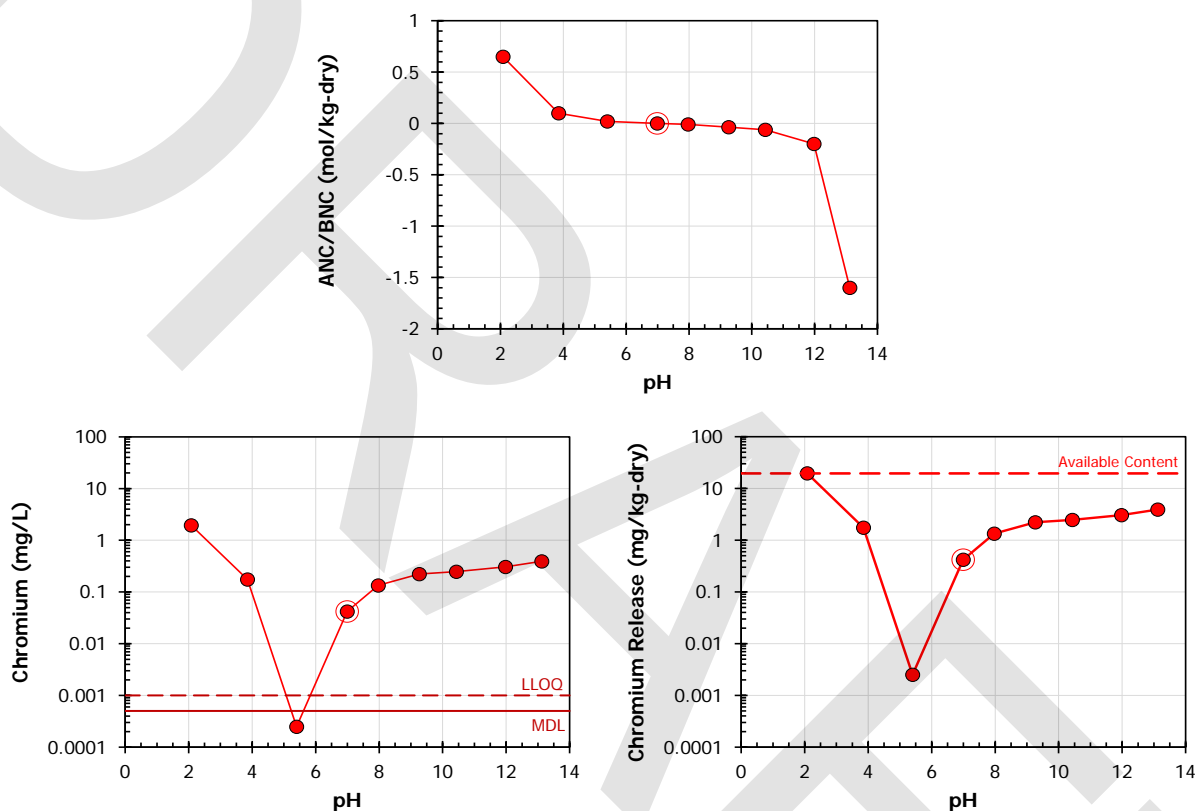 1
0.5
0
-0.5
-1
-1.5
-2
ANC/BNC (mol/kg-dry)
0 2 4 6 8 10 12 14
pH
100
10
1
0.1
0.01
0.001
0.0001
Chromium (mg/L)
LLOQ
MDL
0 2 4 6 8 10 12 14
pH
100
10
1
0.1
0.01
0.001
0.0001
Chromium Release (mg/kg-dry)
Available Content
0 2 4 6 8 10 12 14
pH